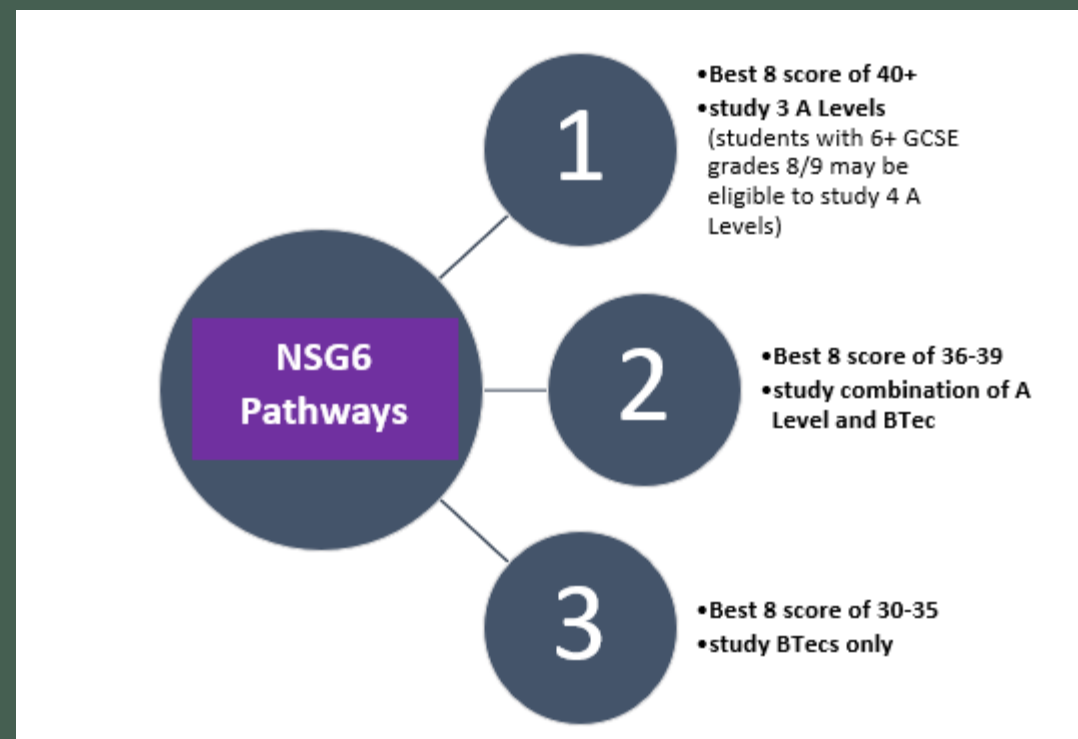 NSG6
Pathways
1
•Best 8 score of 40+
•study 3 A Levels
(students with 6+ GCSE
grades 8/9 may be
eligible to study 4 A
Levels)
2
•Best 8 score of 36-39
•study combination of A
Level and BTec
3
•Best 8 score of 30-35
•study BTecs only